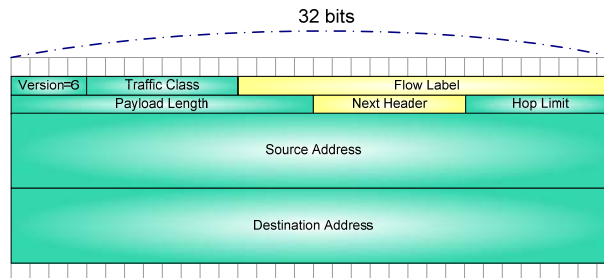 32 bits
Version=6 Traffic Class Flow Label
Payload Length Next Header Hop Limit
Source Address
Destination Address